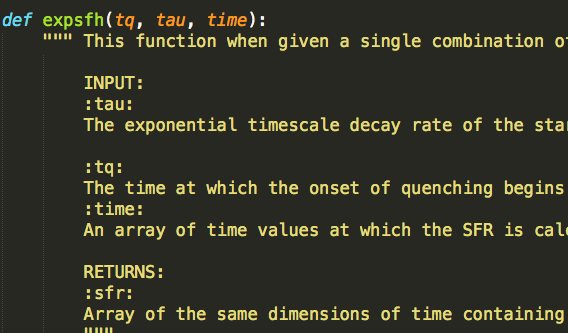 def expsfh(tq, tau, time):
""" This function when given a single combination of
INPUT:
:tau:
The exponential timescale decay rate of the
:tq:
The time at which the onset of quenching begins
:time:
An array of time values at which the SFR is
RETURNS:
:sfr:
Array of the same dimensions of time containing
"""